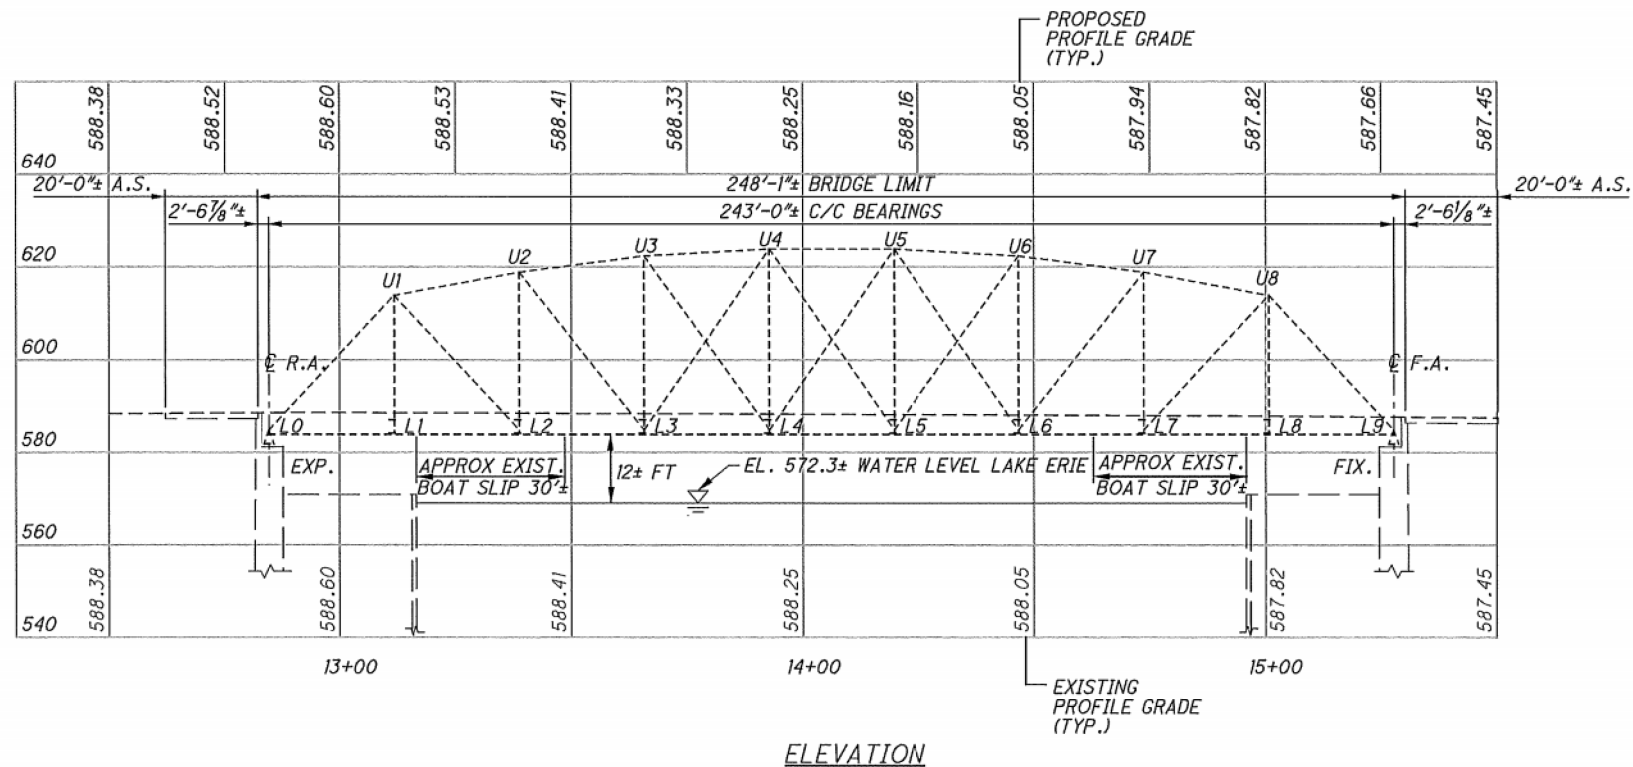 PROPOSED
PROFILE GRADE
(TYP.)
588.38
588.52
588.60
588.53
588.41
588.33
588.25
588.16
588.05
587.94
587.82
587.66
587.45
640
20'-0"± A.S.
248'-1"± BRIDGE LIMIT
20'-0"± A.S.
2'-6⅞"±
243'-0"± C/C BEARINGS
2'-6⅛"±
620
U1
U2
U3
U4
U5
U6
U7
U8
600
℄ R.A.
℄ F.A.
580
L0
L1
L2
L3
L4
L5
L6
L7
L8
L9
EXP.
APPROX EXIST.
BOAT SLIP 30'±
12± FT
EL. 572.3± WATER LEVEL LAKE ERIE
APPROX EXIST.
BOAT SLIP 30'±
FIX.
560
588.38
588.60
588.41
588.25
588.05
587.82
587.45
540
13+00
14+00
15+00
EXISTING
PROFILE GRADE
(TYP.)
ELEVATION